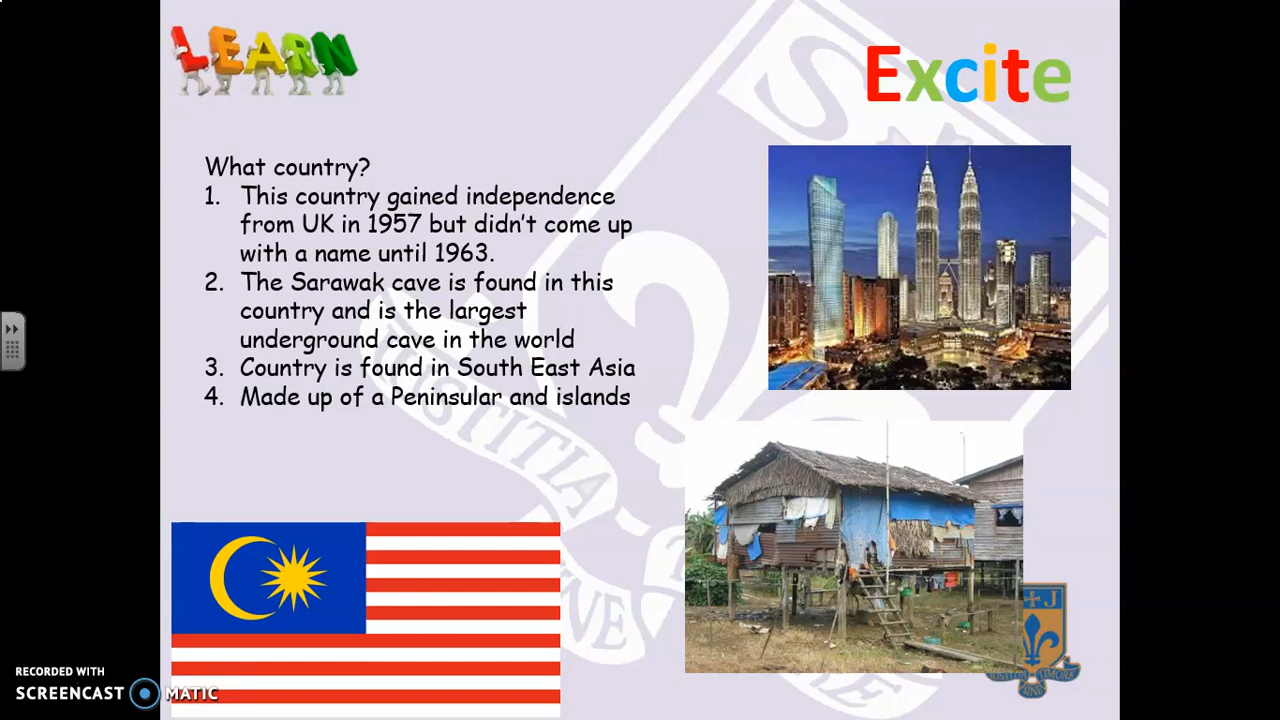 LEARN
Excite
What country?
1. This country gained independence
from UK in 1957 but didn't come up
with a name until 1963.
2. The Sarawak cave is found in this
country and is the largest
underground cave in the world
3. Country is found in South East Asia
4. Made up of a Peninsular and islands
RECORDED WITH
SCREENCAST MATIC